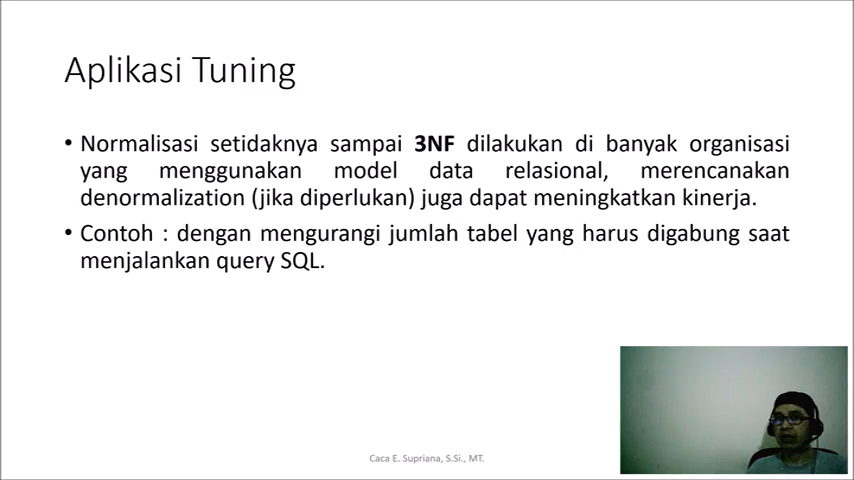 Aplikasi Tuning
• Normalisasi setidaknya sampai 3NF dilakukan di banyak organisasi
yang menggunakan model data relasional, merencanakan
denormalization (jika diperlukan) juga dapat meningkatkan kinerja.
• Contoh : dengan mengurangi jumlah tabel yang harus digabung saat
menjalankan query SQL.
Caca E. Supriana, S.Si., MT.